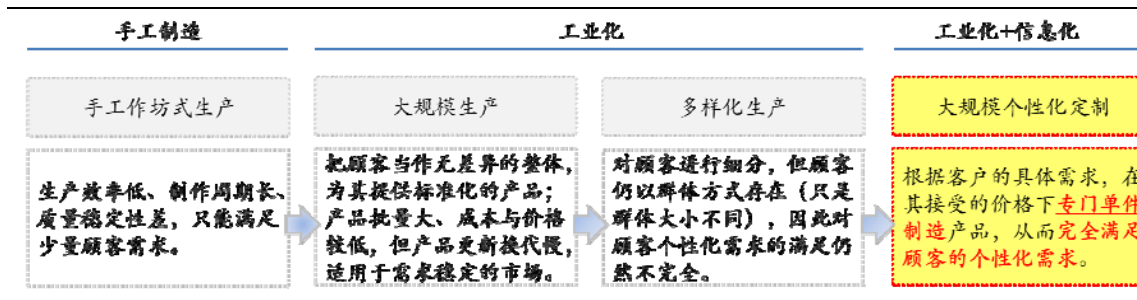 手工制造
工业化
工业化+信息化
手工作坊式生产
大规模生产
多样化生产
大规模个性化定制
生产效率低、制作周期长、
质量稳定性差，只能满足
少量顾客需求。
把顾客当作无差异的整体，
为其提供标准化的产品；
产品批量大、成本与价格
较低，但产品更新换代慢，
适用于需求稳定的市场。
对顾客进行细分，但顾客
仍以群体方式存在（只是
群体大小不同），因此对
顾客个性化需求的满足仍
然不完全。
根据客户的具体需求，在
其接受的价格下专门单件
制造产品，从而完全满足
顾客的个性化需求。